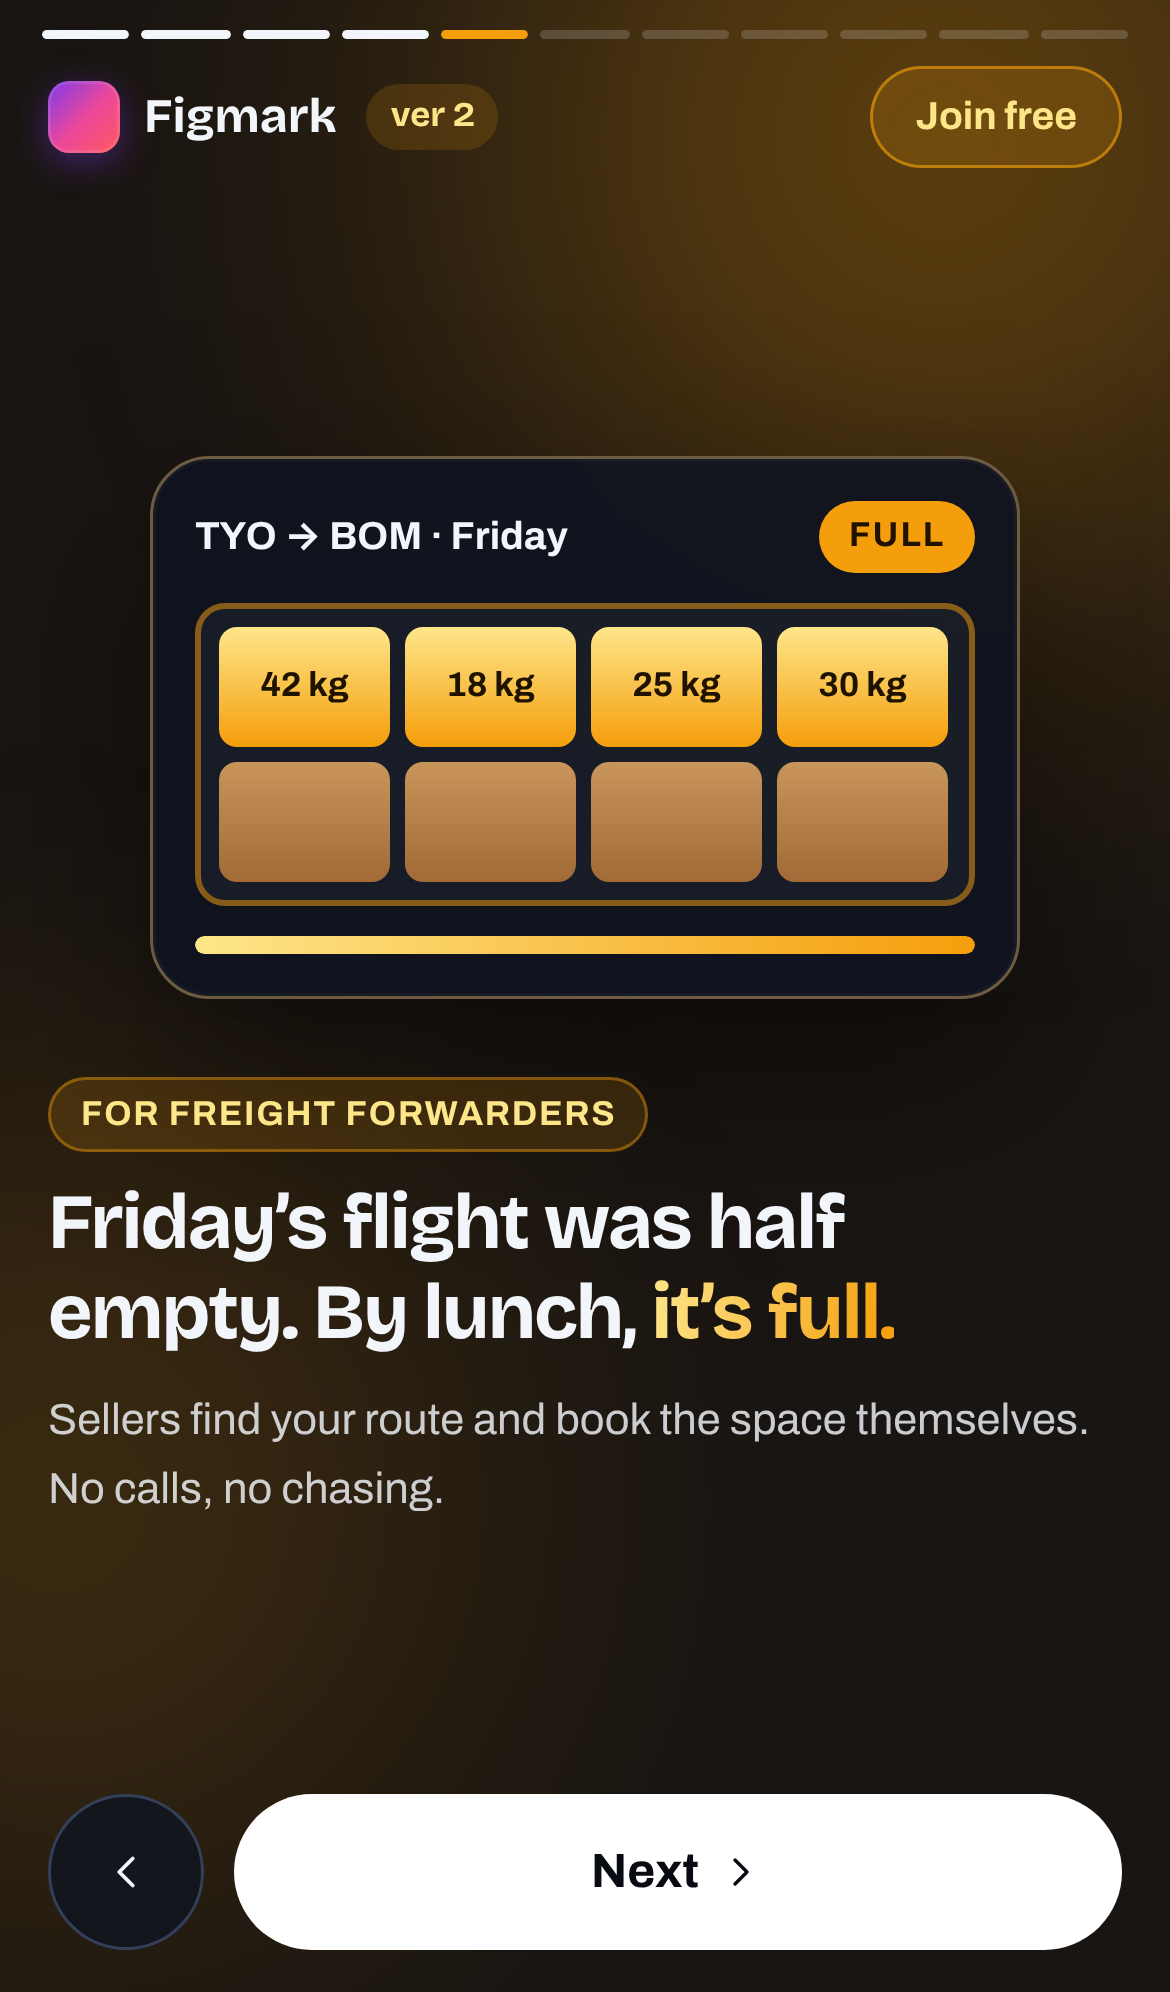 Figmark
ver 2
Join free
TYO → BOM · Friday
FULL
42 kg
18 kg
25 kg
30 kg
FOR FREIGHT FORWARDERS
Friday’s flight was half
empty. By lunch, it’s full.
Sellers find your route and book the space themselves.
No calls, no chasing.
Next